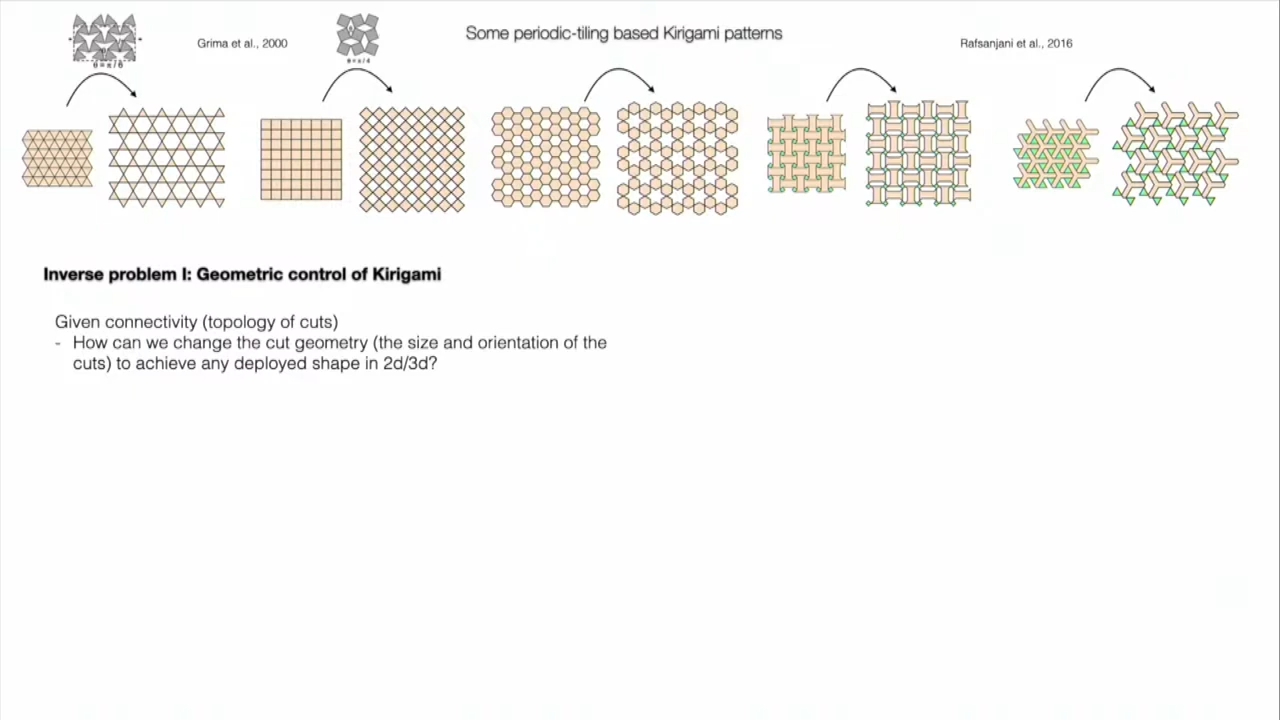 Some periodic-tiling based Kirigami patterns
Grima et al., 2000
Rafsanjani et al., 2016
θ = π/6
θ = π/4
Inverse problem I: Geometric control of Kirigami
Given connectivity (topology of cuts)
- How can we change the cut geometry (the size and orientation of the
cuts) to achieve any deployed shape in 2d/3d?